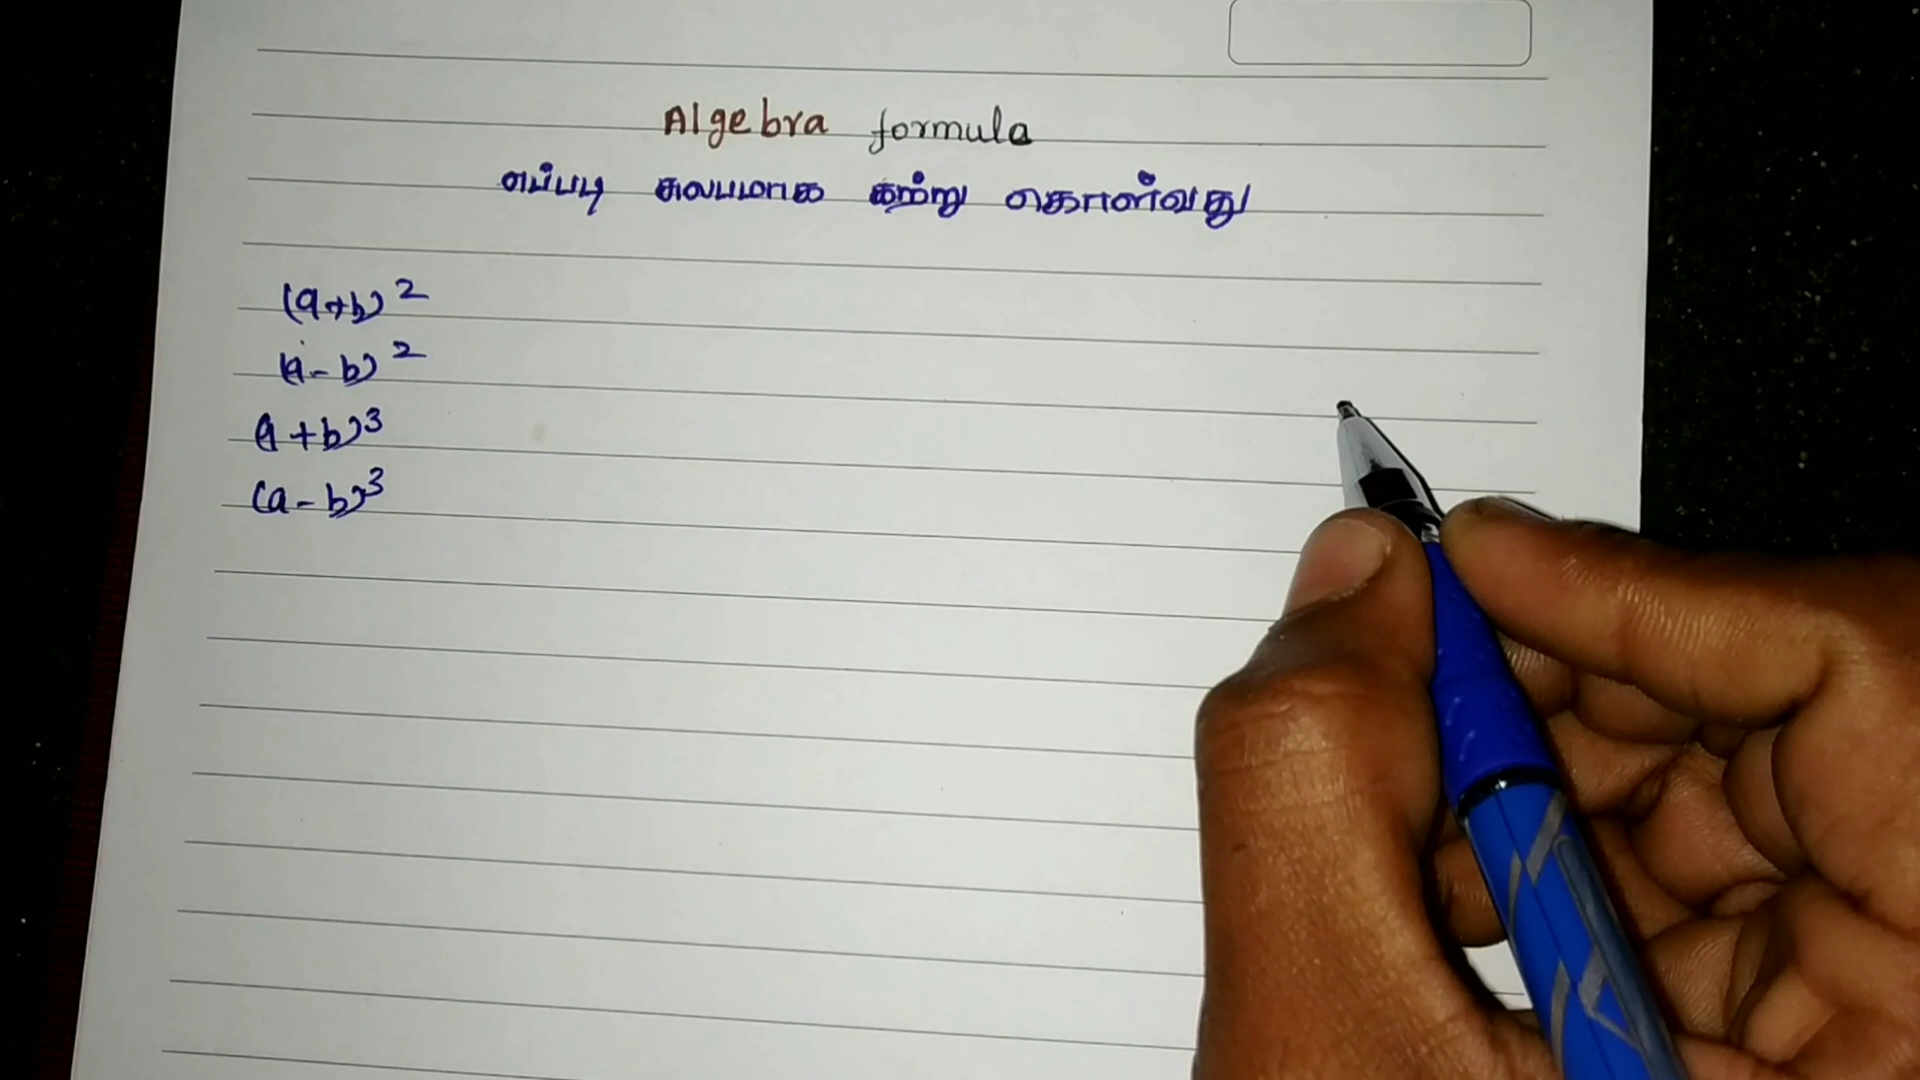 Algebra formula
எப்படி சுலபமாக கற்று கொள்வது
(a+b)²
(a-b)²
(a+b)³
(a-b)³